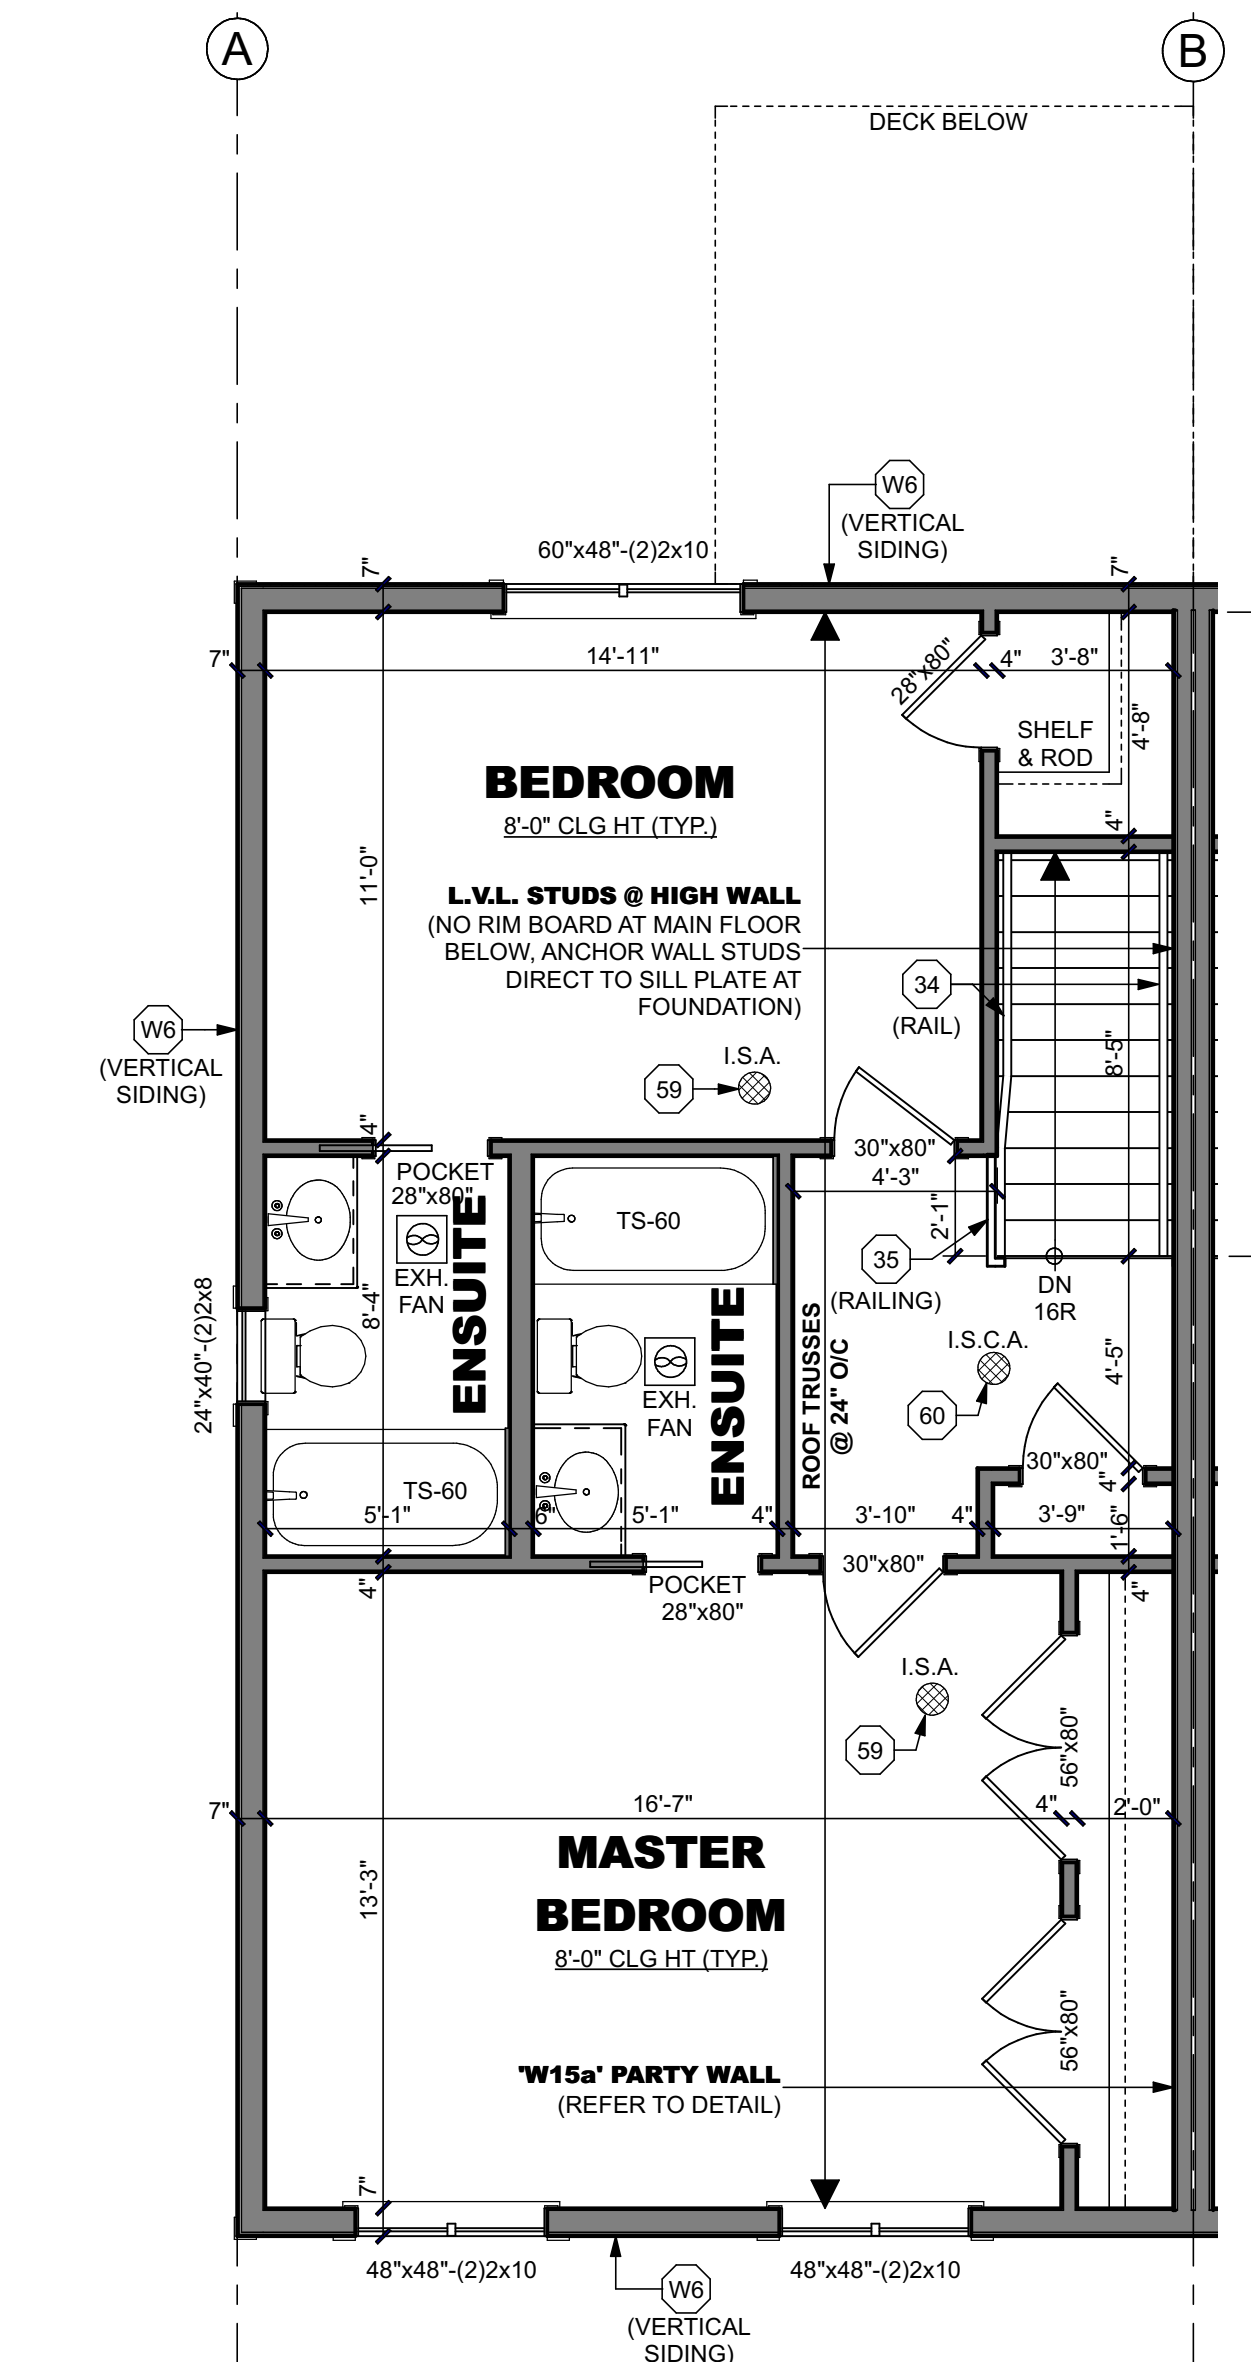 A
B
DECK BELOW
W6
(VERTICAL
SIDING)
60"x48"-(2)2x10
7"
7"
7"
14'-11"
28"x80"
4"
3'-8"
SHELF
& ROD
4'-8"
BEDROOM
8'-0" CLG HT (TYP.)
4"
11'-0"
L.V.L. STUDS @ HIGH WALL
(NO RIM BOARD AT MAIN FLOOR
BELOW, ANCHOR WALL STUDS
DIRECT TO SILL PLATE AT
FOUNDATION)
34
(RAIL)
W6
(VERTICAL
SIDING)
8'-5"
I.S.A.
59
4"
30"x80"
4'-3"
POCKET
28"x80"
TS-60
2'-1"
35
(RAILING)
EXH.
FAN
ENSUITE
DN
16R
24"x40"-(2)2x8
8'-4"
ENSUITE
ROOF TRUSSES
@ 24" O/C
I.S.C.A.
4'-5"
EXH.
FAN
60
30"x80"
4"
TS-60
5'-1"
6"
5'-1"
4"
3'-10"
4"
3'-9"
1'-6"
4"
POCKET
28"x80"
30"x80"
4"
I.S.A.
59
56"x80"
7"
16'-7"
4"
2'-0"
MASTER
BEDROOM
8'-0" CLG HT (TYP.)
13'-3"
56"x80"
'W15a' PARTY WALL
(REFER TO DETAIL)
7"
48"x48"-(2)2x10
48"x48"-(2)2x10
W6
(VERTICAL
SIDING)